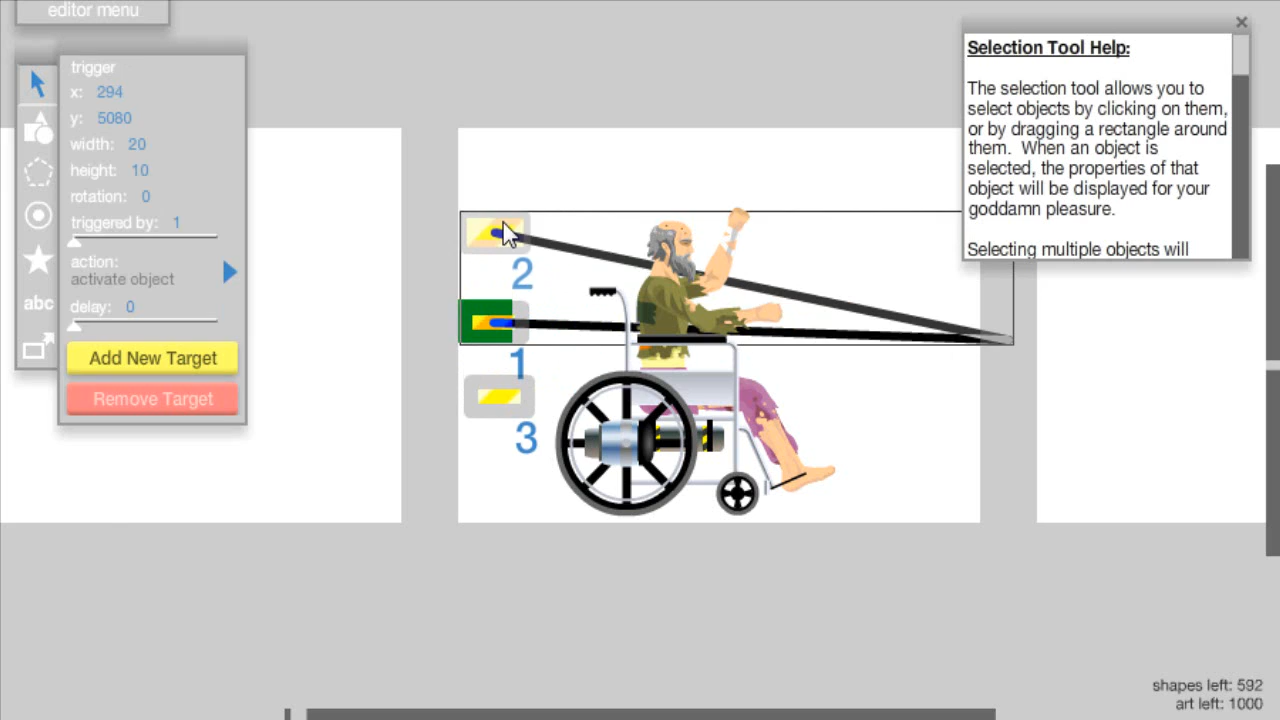 editor menu
trigger
x: 294
y: 5080
width: 20
height: 10
rotation: 0
triggered by: 1
action:
activate object
delay: 0
Add New Target
Remove Target
abc
2
1
3
Selection Tool Help:
The selection tool allows you to
select objects by clicking on them,
or by dragging a rectangle around
them. When an object is
selected, the properties of that
object will be displayed for your
goddamn pleasure.
Selecting multiple objects will
shapes left: 592
art left: 1000